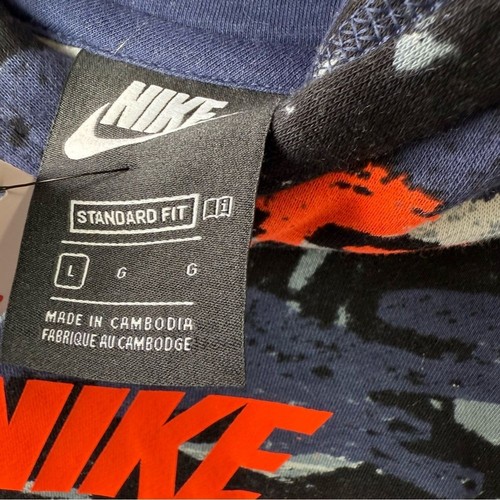 NIKE
STANDARD FIT
L G G
MADE IN CAMBODIA
FABRIQUE AU CAMBODGE
NIKE